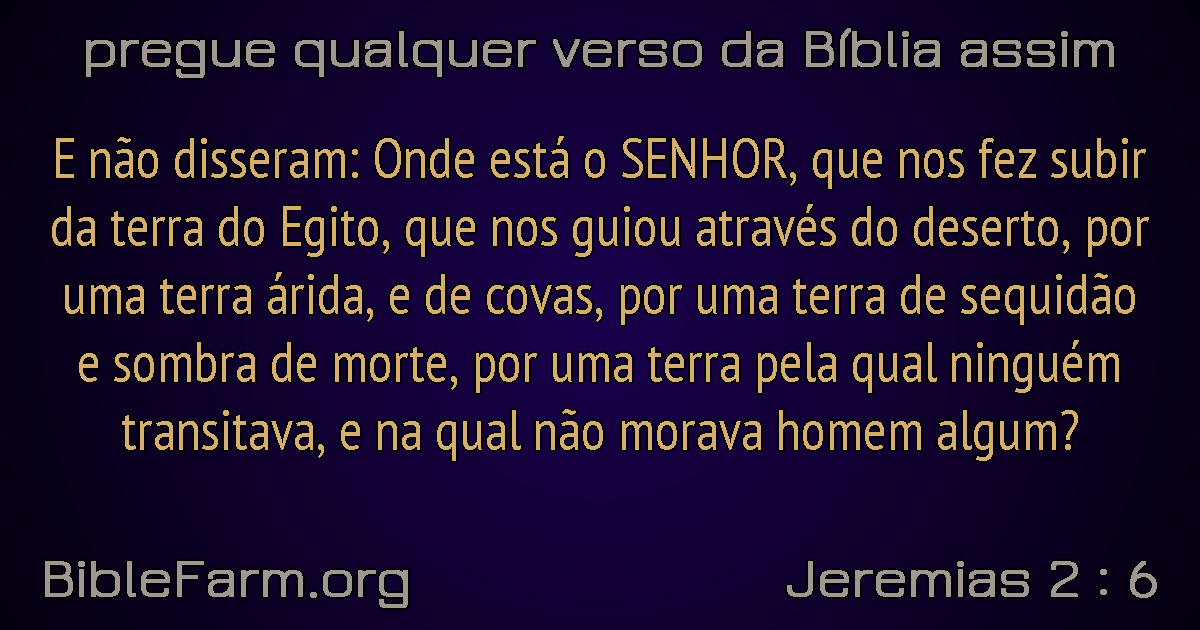 pregue qualquer verso da Bíblia assim
E não disseram: Onde está o SENHOR, que nos fez subir
da terra do Egito, que nos guiou através do deserto, por
uma terra árida, e de covas, por uma terra de sequidão
e sombra de morte, por uma terra pela qual ninguém
transitava, e na qual não morava homem algum?
BibleFarm.org
Jeremias 2 : 6